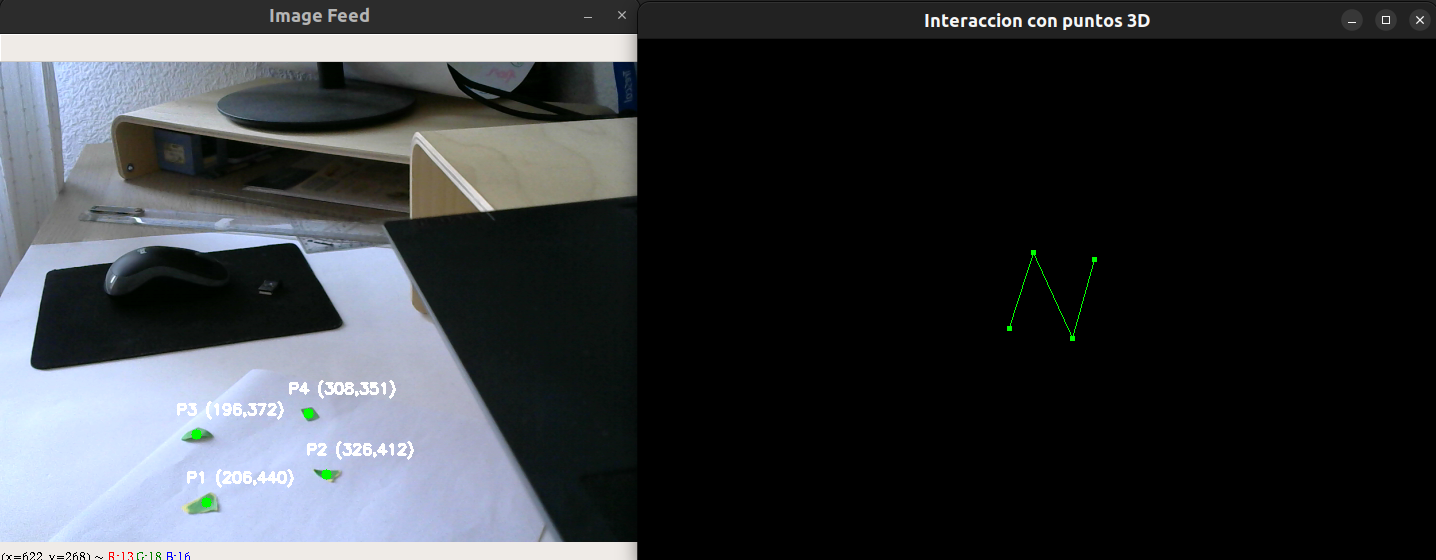 Image Feed
Interaccion con puntos 3D
P4 (308,351)
P3 (196,372)
P2 (326,412)
P1 (206,440)
(x=622, y=268) ~ R:13 G:18 B:16